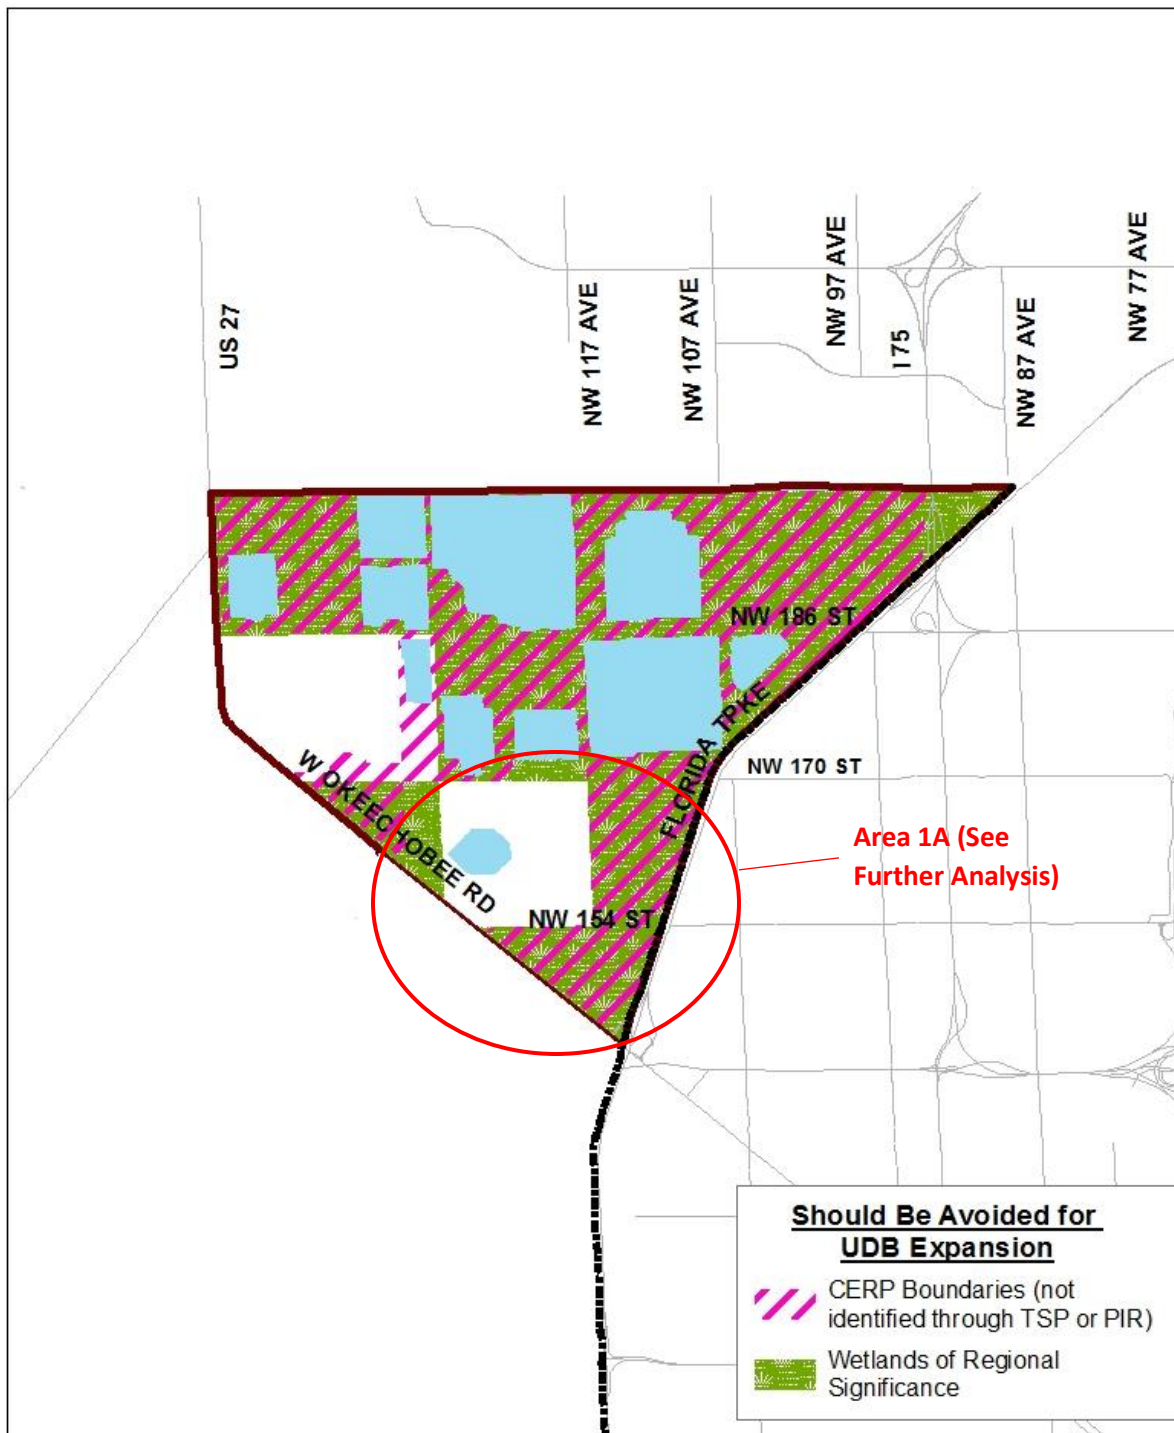 US 27
NW 117 AVE
NW 107 AVE
NW 97 AVE
I 75
NW 87 AVE
NW 77 AVE
NW 186 ST
FLORIDA TPKE
NW 170 ST
W OKEECHOBEE RD
NW 154 ST
Area 1A (See
Further Analysis)
Should Be Avoided for
UDB Expansion
CERP Boundaries (not
identified through TSP or PIR)
Wetlands of Regional
Significance